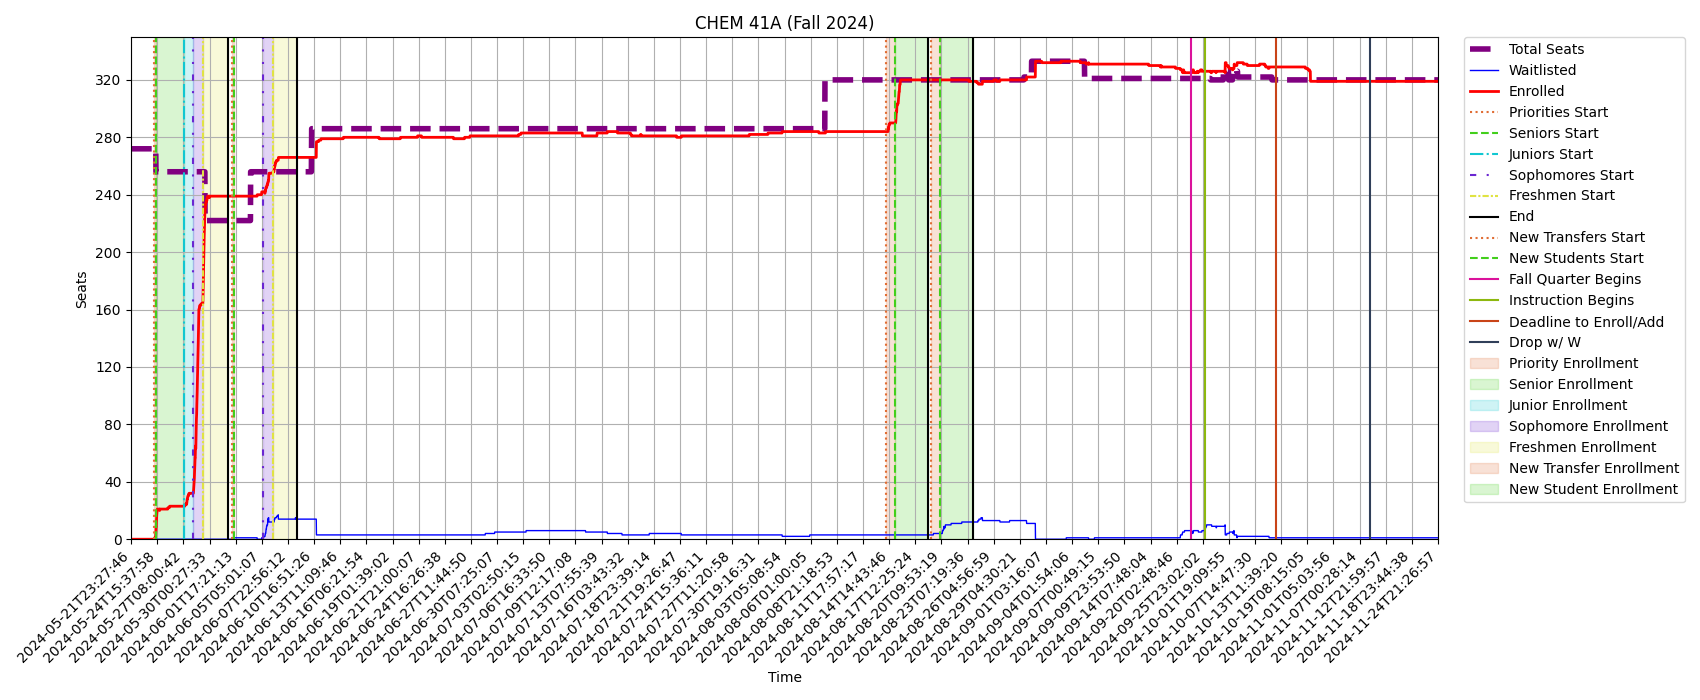 CHEM 41A (Fall 2024)
Seats
320
280
240
200
160
120
80
40
0
2024-05-21T23:27:46
2024-05-24T15:37:58
2024-05-27T08:00:42
2024-05-30T00:27:33
2024-06-01T17:21:13
2024-06-05T05:01:07
2024-06-07T22:56:12
2024-06-10T16:51:26
2024-06-13T11:09:46
2024-06-16T06:21:54
2024-06-19T01:39:02
2024-06-21T21:00:07
2024-06-24T16:26:38
2024-06-27T11:44:50
2024-06-30T07:25:07
2024-07-03T02:50:15
2024-07-06T16:33:50
2024-07-09T12:17:08
2024-07-13T07:55:39
2024-07-16T03:43:32
2024-07-18T23:39:14
2024-07-21T19:26:47
2024-07-24T15:36:11
2024-07-27T11:20:58
2024-07-30T19:16:31
2024-08-03T05:08:54
2024-08-06T01:00:05
2024-08-08T21:18:53
2024-08-11T17:57:17
2024-08-14T14:43:46
2024-08-17T12:25:24
2024-08-20T09:53:19
2024-08-23T07:19:36
2024-08-26T04:56:59
2024-08-29T04:30:21
2024-09-01T03:16:07
2024-09-04T01:54:06
2024-09-07T00:49:15
2024-09-09T23:53:50
2024-09-14T07:48:04
2024-09-20T02:48:46
2024-09-25T23:02:02
2024-10-01T19:09:55
2024-10-07T14:47:30
2024-10-13T11:39:20
2024-10-19T08:15:05
2024-11-01T05:03:56
2024-11-07T00:28:14
2024-11-12T21:59:57
2024-11-18T23:44:38
2024-11-24T21:26:57
Time
Total Seats
Waitlisted
Enrolled
Priorities Start
Seniors Start
Juniors Start
Sophomores Start
Freshmen Start
End
New Transfers Start
New Students Start
Fall Quarter Begins
Instruction Begins
Deadline to Enroll/Add
Drop w/ W
Priority Enrollment
Senior Enrollment
Junior Enrollment
Sophomore Enrollment
Freshmen Enrollment
New Transfer Enrollment
New Student Enrollment